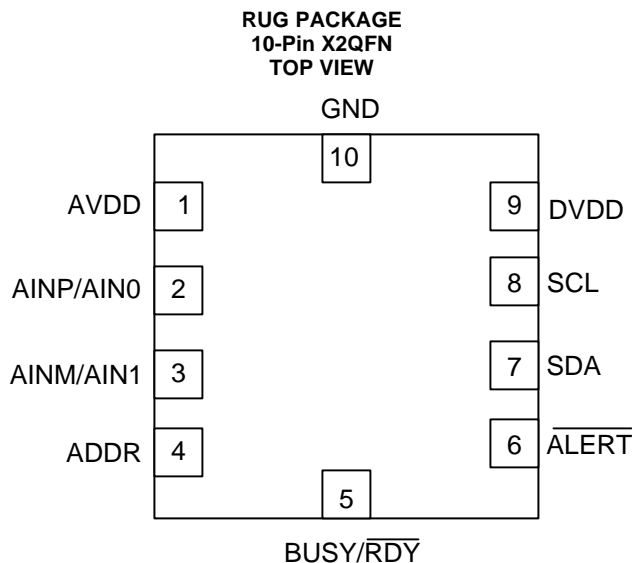 RUG PACKAGE
10-Pin X2QFN
TOP VIEW
GND
10
AVDD 1
9 DVDD
AINP/AIN0 2
8 SCL
AINM/AIN1 3
7 SDA
ADDR 4
6 ALERT
5
BUSY/RDY